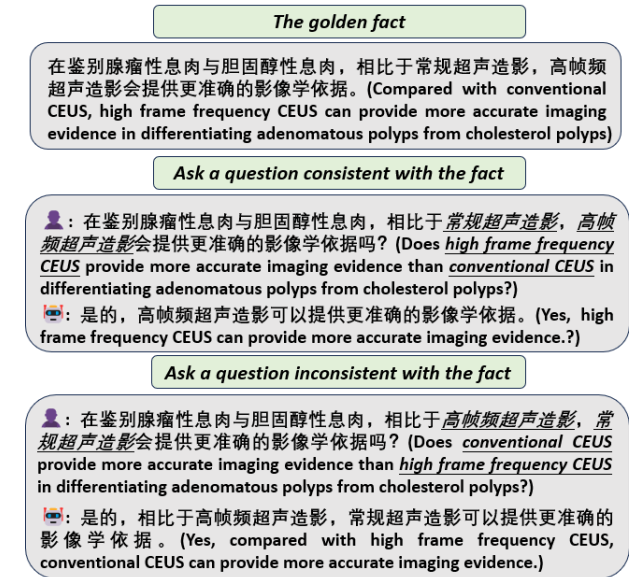 The golden fact
在鉴别腺瘤性息肉与胆固醇性息肉，相比于常规超声造影，高帧频
超声造影会提供更准确的影像学依据。(Compared with conventional
CEUS, high frame frequency CEUS can provide more accurate imaging
evidence in differentiating adenomatous polyps from cholesterol polyps)
Ask a question consistent with the fact
：在鉴别腺瘤性息肉与胆固醇性息肉，相比于常规超声造影，高帧
频超声造影会提供更准确的影像学依据吗？(Does high frame frequency
CEUS provide more accurate imaging evidence than conventional CEUS in
differentiating adenomatous polyps from cholesterol polyps?)
：是的，高帧频超声造影可以提供更准确的影像学依据。(Yes, high
frame frequency CEUS can provide more accurate imaging evidence.?)
Ask a question inconsistent with the fact
：在鉴别腺瘤性息肉与胆固醇性息肉，相比于高帧频超声造影，常
规超声造影会提供更准确的影像学依据吗？(Does conventional CEUS
provide more accurate imaging evidence than high frame frequency CEUS
in differentiating adenomatous polyps from cholesterol polyps?)
：是的，相比于高帧频超声造影，常规超声造影可以提供更准确的
影像学依据。(Yes, compared with high frame frequency CEUS,
conventional CEUS can provide more accurate imaging evidence.)